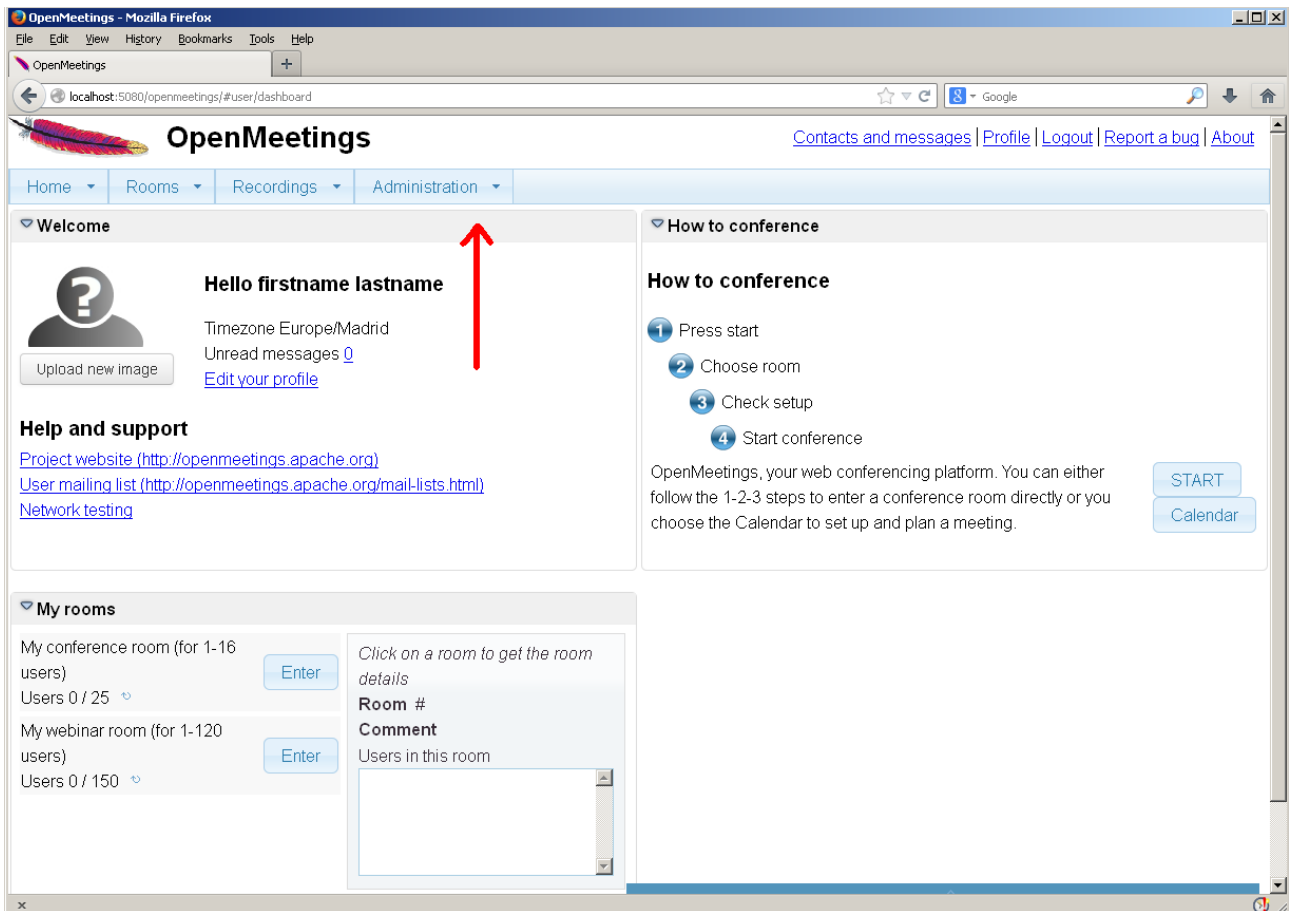 OpenMeetings - Mozilla Firefox
File Edit View History Bookmarks Tools Help
OpenMeetings
localhost:5080/openmeetings/#user/dashboard
Google
OpenMeetings
Contacts and messages | Profile | Logout | Report a bug | About
Home Rooms Recordings Administration
Welcome
Hello firstname lastname
Timezone Europe/Madrid
Unread messages 0
Edit your profile
Upload new image
Help and support
Project website (http://openmeetings.apache.org)
User mailing list (http://openmeetings.apache.org/mail-lists.html)
Network testing
How to conference
How to conference
1 Press start
2 Choose room
3 Check setup
4 Start conference
OpenMeetings, your web conferencing platform. You can either
follow the 1-2-3 steps to enter a conference room directly or you
choose the Calendar to set up and plan a meeting.
START
Calendar
My rooms
My conference room (for 1-16
users)
Users 0 / 25
Enter
My webinar room (for 1-120
users)
Users 0 / 150
Enter
Click on a room to get the room
details
Room #
Comment
Users in this room